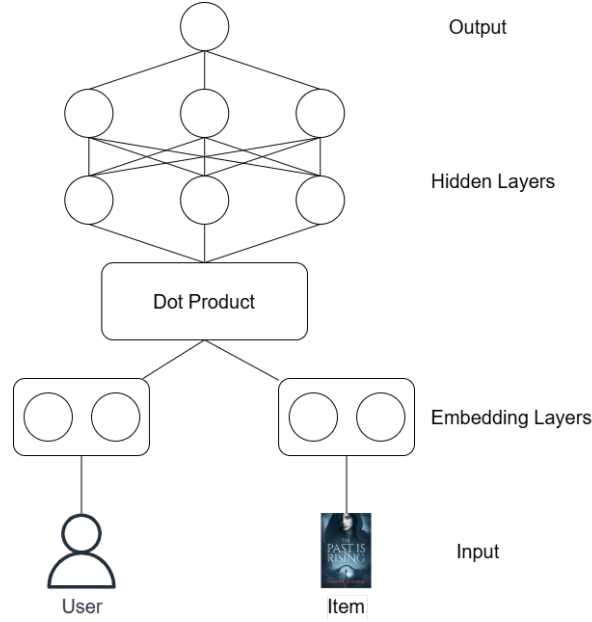 Output
Hidden Layers
Dot Product
Embedding Layers
THE
PAST IS
RISING
Input
User
Item